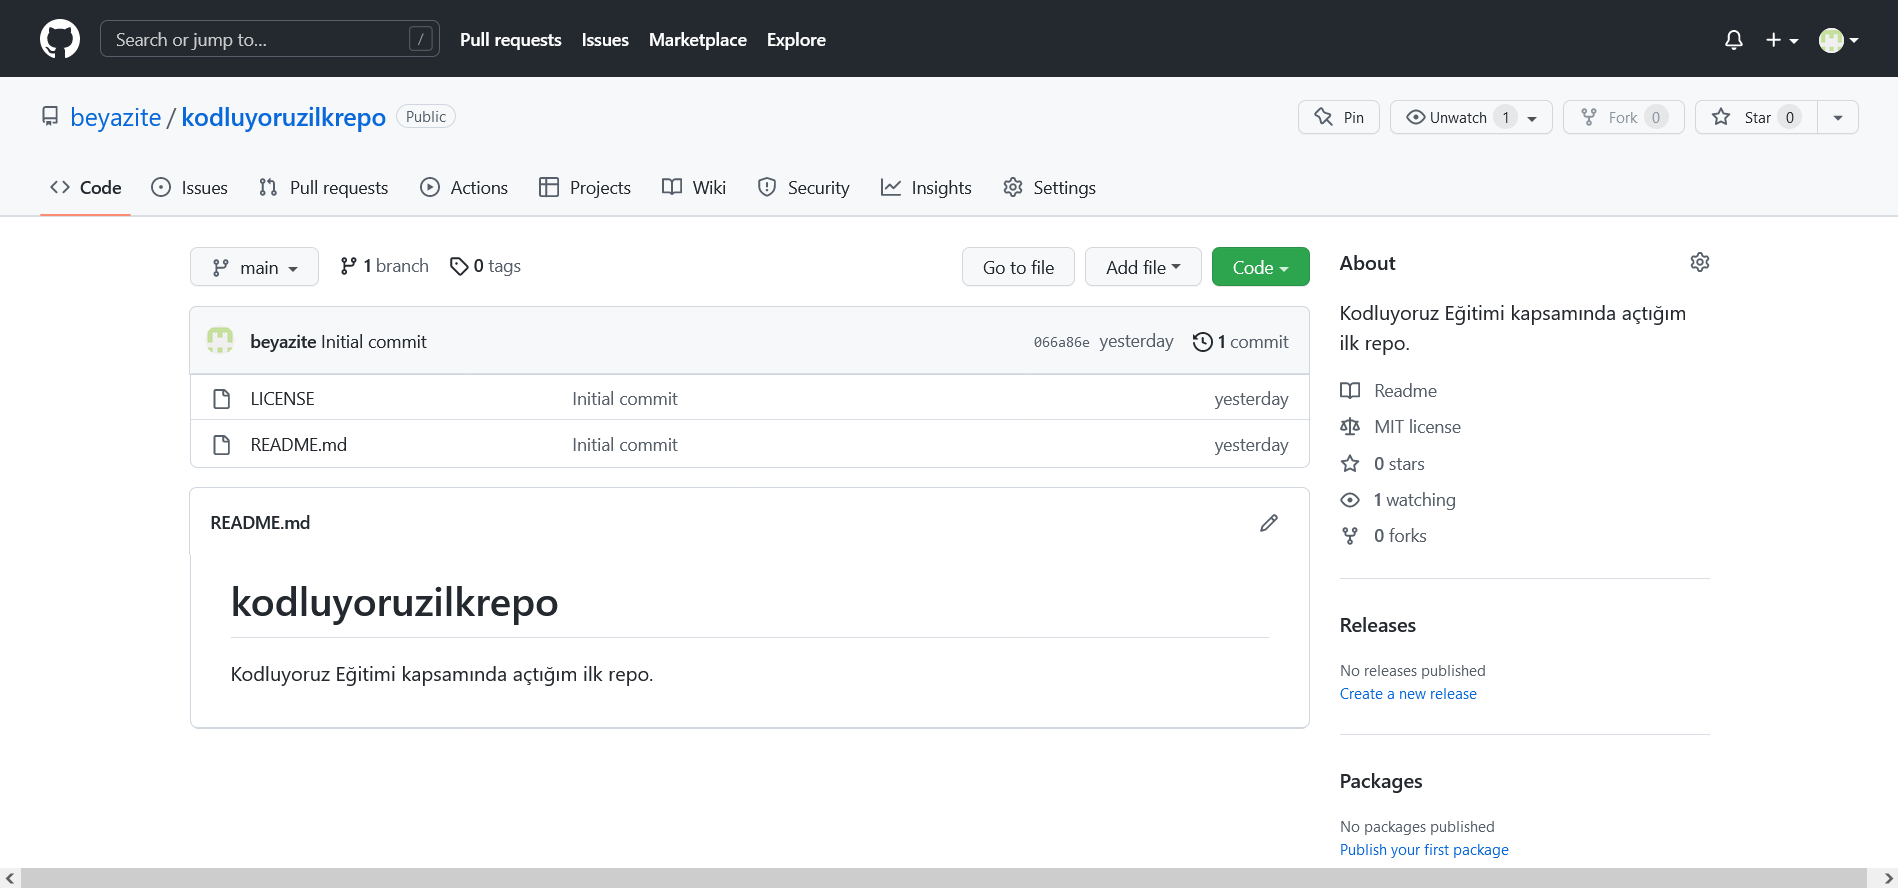 Search or jump to... /
Pull requests Issues Marketplace Explore
beyazite / kodluyoruzilkrepo Public
Pin Unwatch 1 Fork 0 Star 0
Code Issues Pull requests Actions Projects Wiki Security Insights Settings
main 1 branch 0 tags Go to file Add file Code
beyazite Initial commit 066a86e yesterday 1 commit
LICENSE Initial commit yesterday
README.md Initial commit yesterday
README.md
kodluyoruzilkrepo
Kodluyoruz Eğitimi kapsamında açtığım ilk repo.
About
Kodluyoruz Eğitimi kapsamında açtığım
ilk repo.
Readme
MIT license
0 stars
1 watching
0 forks
Releases
No releases published
Create a new release
Packages
No packages published
Publish your first package